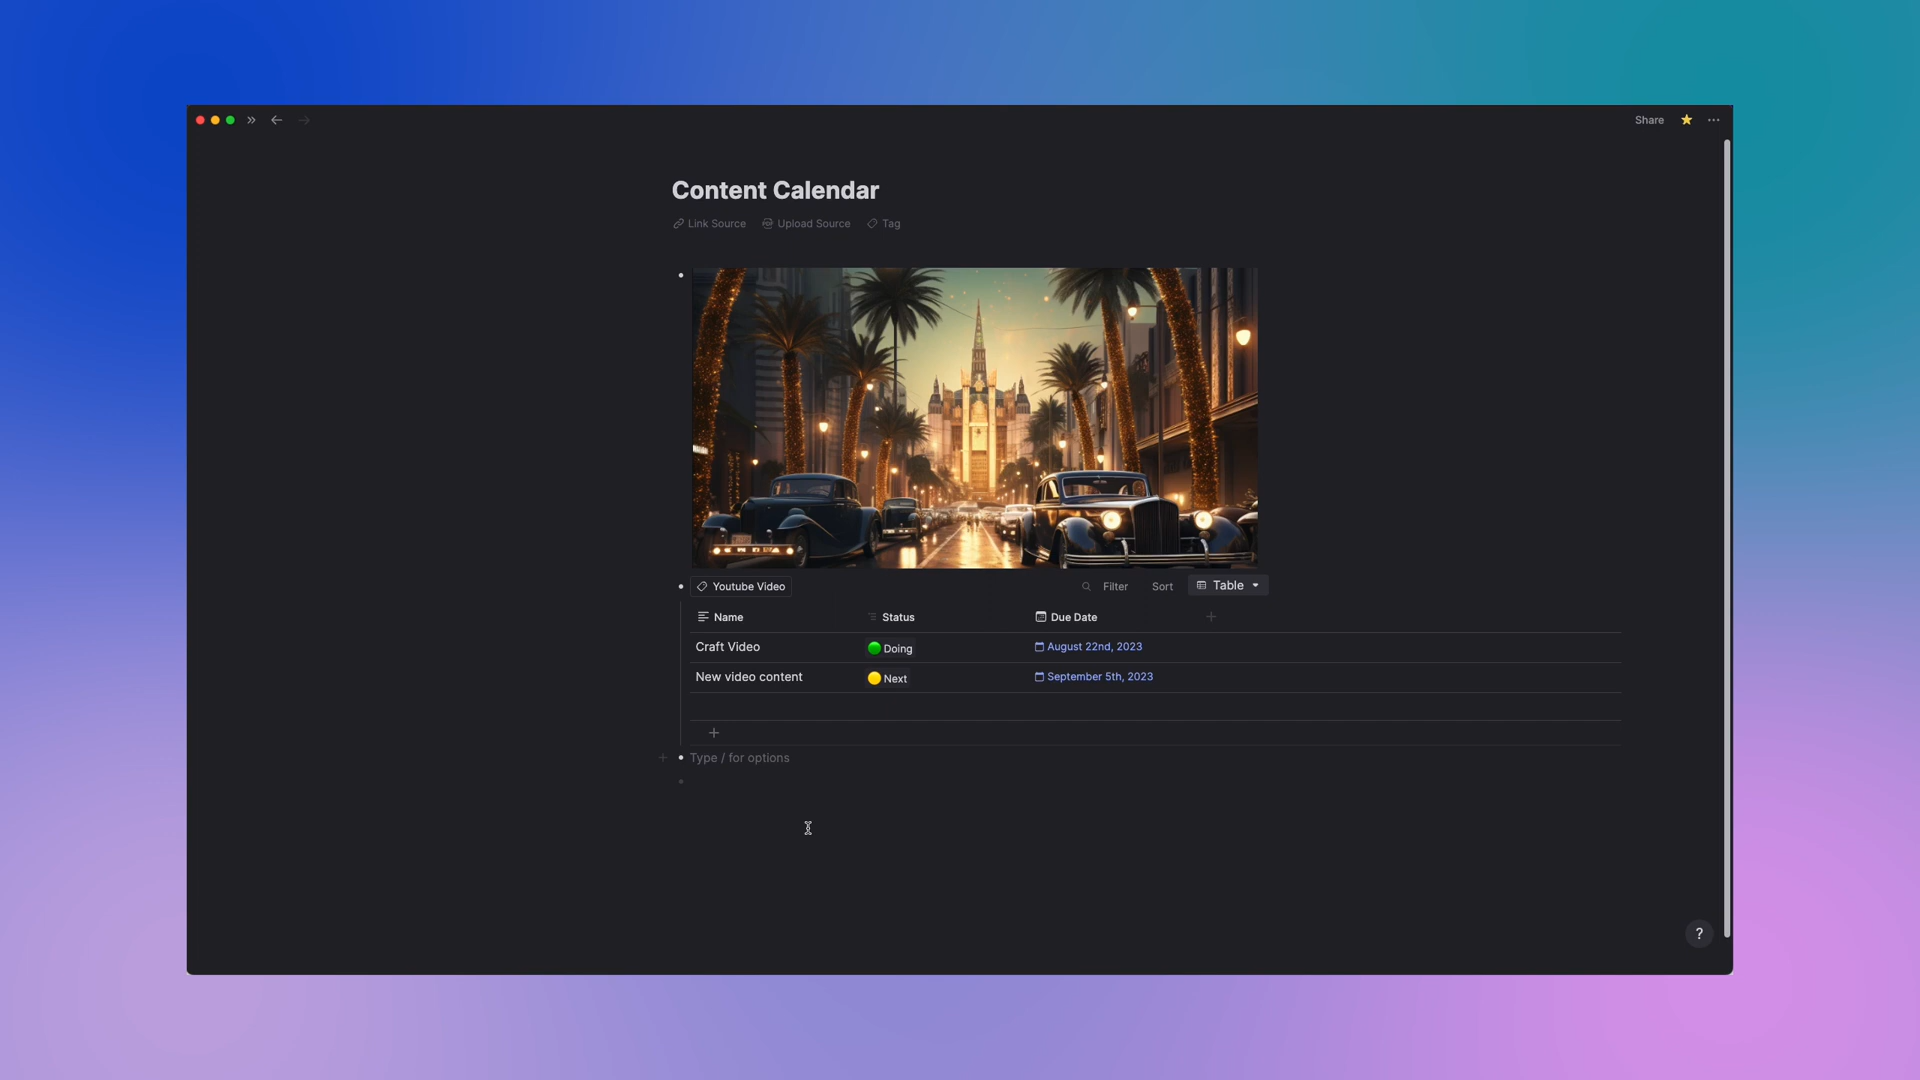 Share
Content Calendar
Link Source Upload Source Tag
Youtube Video Filter Sort Table
Name Status Due Date
Craft Video Doing August 22nd, 2023
New video content Next September 5th, 2023
Type / for options
?